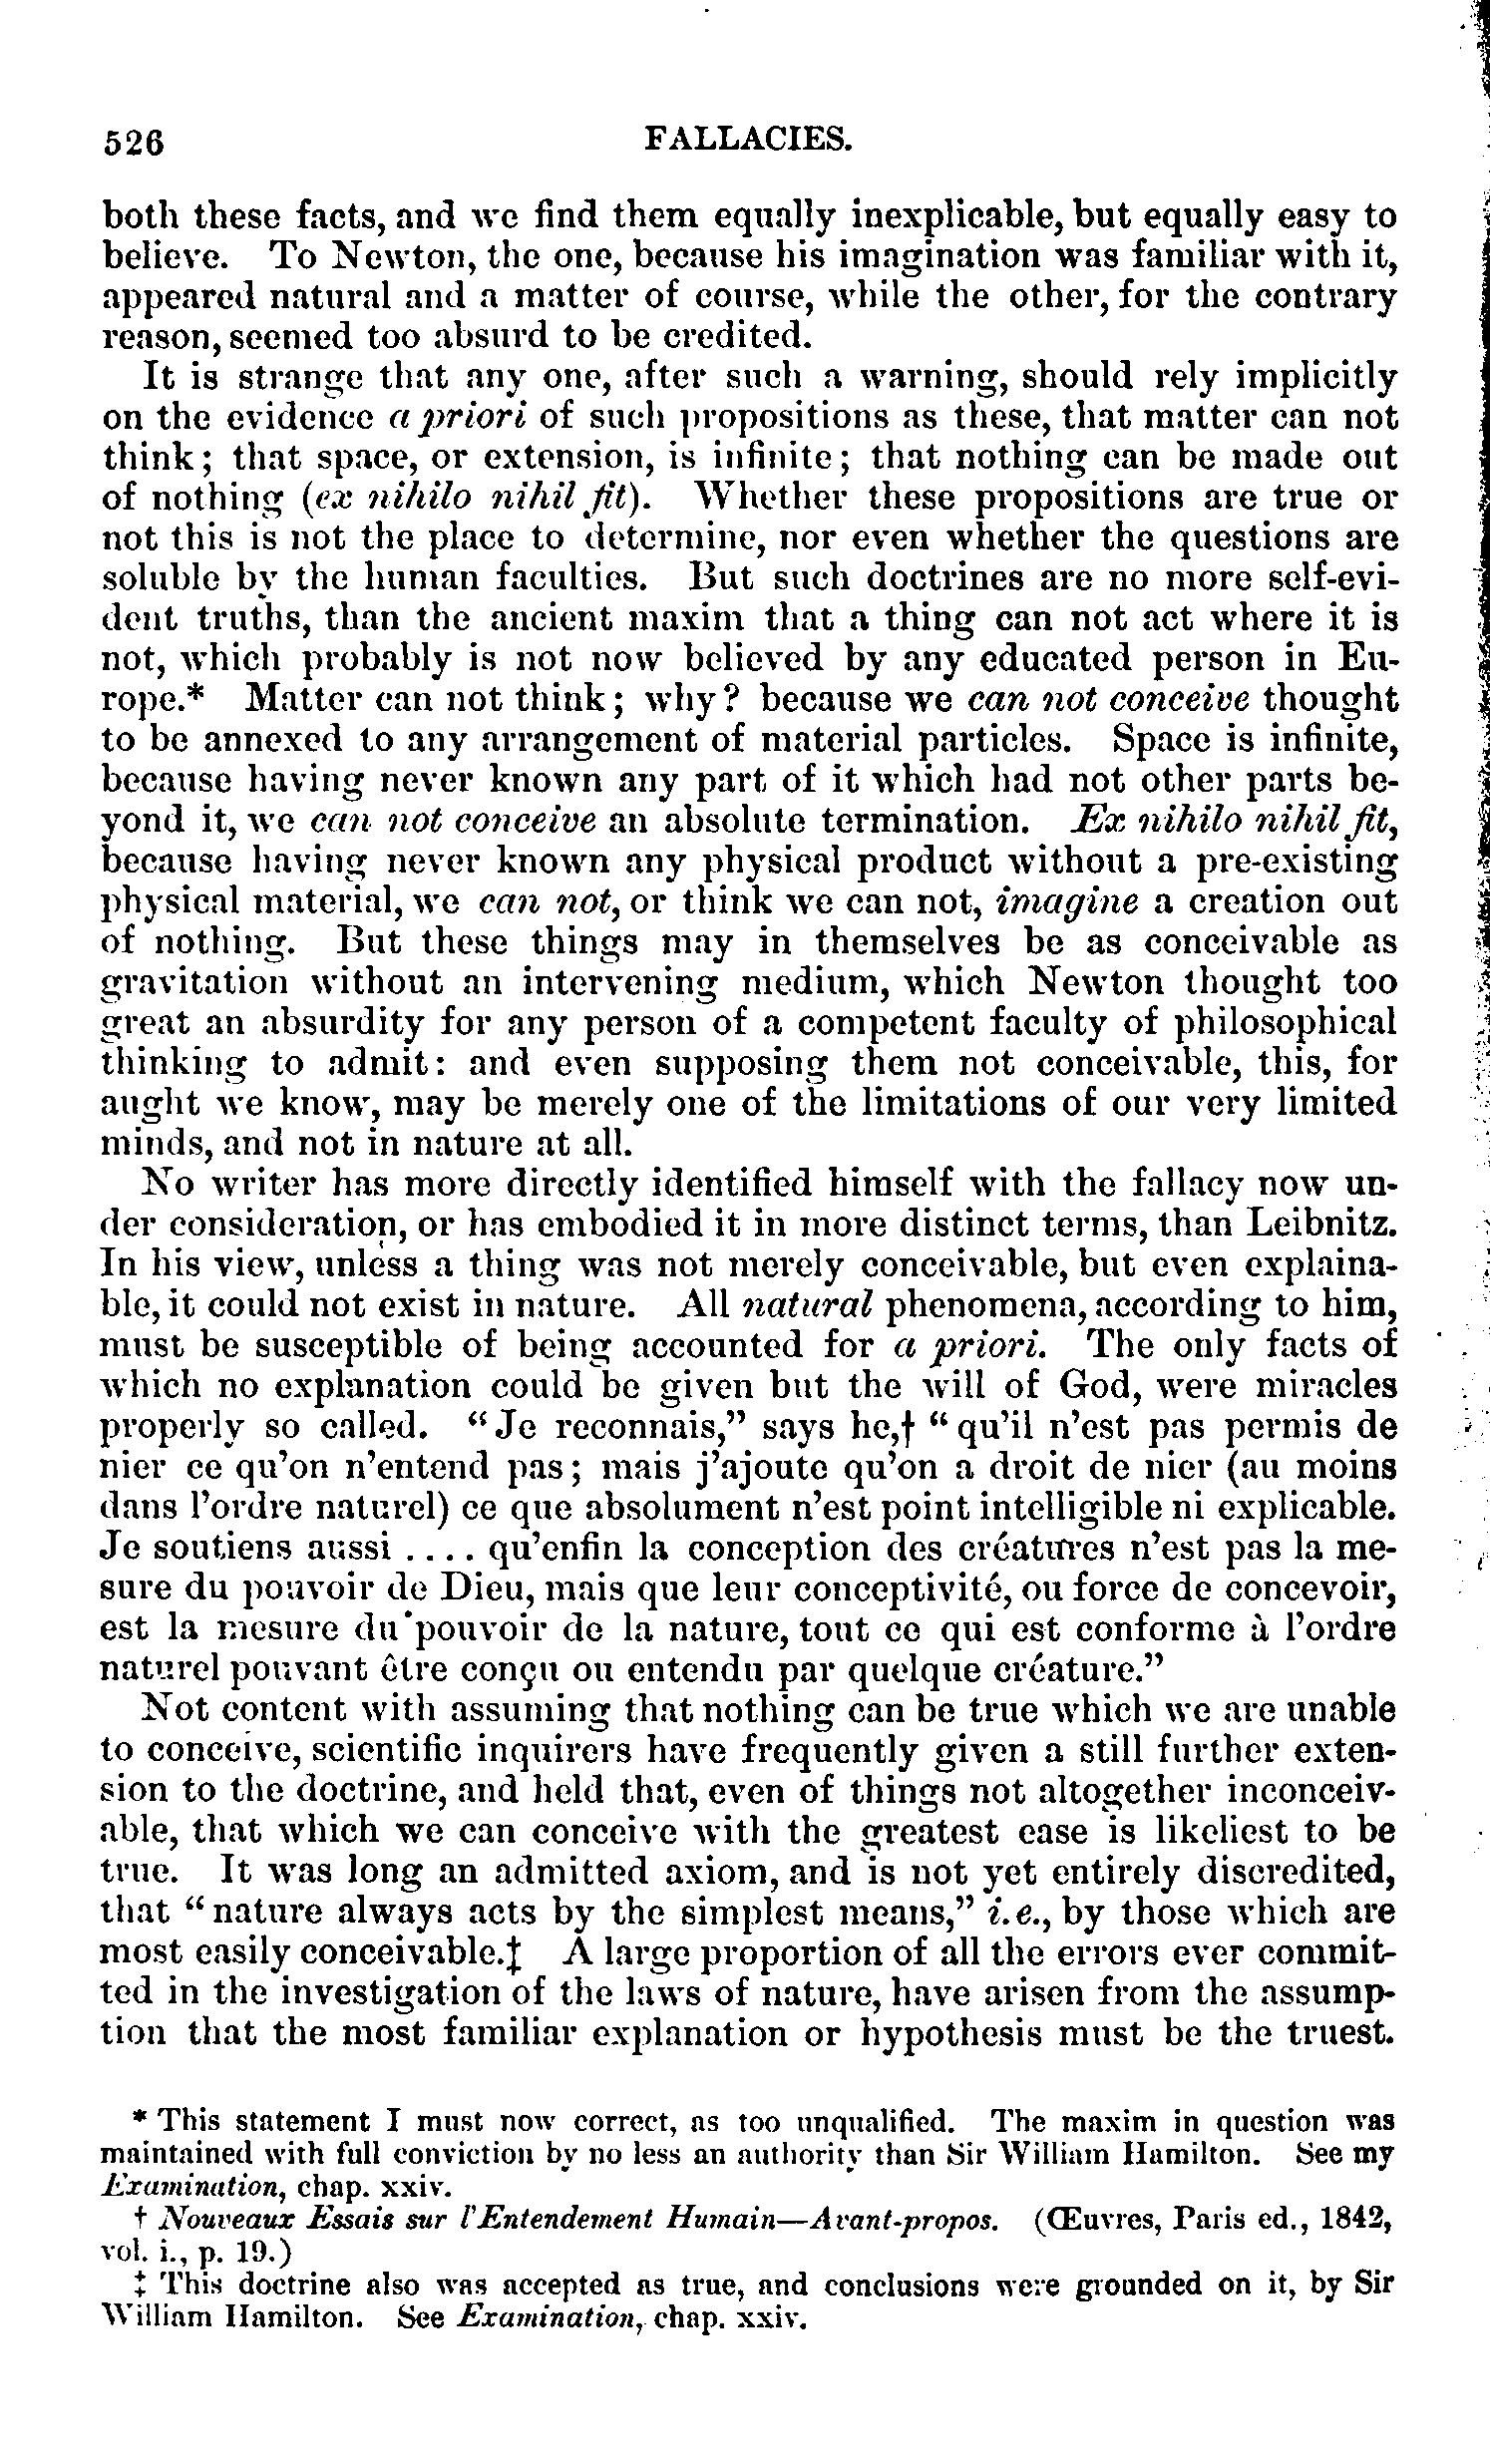 526 FALLACIES.
both these facts, and we find them equally inexplicable, but equally easy to
believe. To Newton, the one, because his imagination was familiar with it,
appeared natural and a matter of course, while the other, for the contrary
reason, seemed too absurd to be credited.
It is strange that any one, after such a warning, should rely implicitly
on the evidence a priori of such propositions as these, that matter can not
think; that space, or extension, is infinite; that nothing can be made out
of nothing (ex nihilo nihil fit). Whether these propositions are true or
not this is not the place to determine, nor even whether the questions are
soluble by the human faculties. But such doctrines are no more self-evi-
dent truths, than the ancient maxim that a thing can not act where it is
not, which probably is not now believed by any educated person in Eu-
rope.* Matter can not think; why? because we can not conceive thought
to be annexed to any arrangement of material particles. Space is infinite,
because having never known any part of it which had not other parts be-
yond it, we can not conceive an absolute termination. Ex nihilo nihil fit,
because having never known any physical product without a pre-existing
physical material, we can not, or think we can not, imagine a creation out
of nothing. But these things may in themselves be as conceivable as
gravitation without an intervening medium, which Newton thought too
great an absurdity for any person of a competent faculty of philosophical
thinking to admit: and even supposing them not conceivable, this, for
aught we know, may be merely one of the limitations of our very limited
minds, and not in nature at all.
No writer has more directly identified himself with the fallacy now un-
der consideration, or has embodied it in more distinct terms, than Leibnitz.
In his view, unless a thing was not merely conceivable, but even explaina-
ble, it could not exist in nature. All natural phenomena, according to him,
must be susceptible of being accounted for a priori. The only facts of
which no explanation could be given but the will of God, were miracles
properly so called. "Je reconnais," says he,† "qu'il n'est pas permis de
nier ce qu'on n'entend pas; mais j'ajoute qu'on a droit de nier (au moins
dans l'ordre naturel) ce que absolument n'est point intelligible ni explicable.
Je soutiens aussi .... qu'enfin la conception des créatures n'est pas la me-
sure du pouvoir de Dieu, mais que leur conceptivité, ou force de concevoir,
est la mesure du pouvoir de la nature, tout ce qui est conforme à l'ordre
naturel pouvant être conçu ou entendu par quelque créature."
Not content with assuming that nothing can be true which we are unable
to conceive, scientific inquirers have frequently given a still further exten-
sion to the doctrine, and held that, even of things not altogether inconceiv-
able, that which we can conceive with the greatest ease is likeliest to be
true. It was long an admitted axiom, and is not yet entirely discredited,
that "nature always acts by the simplest means," i.e., by those which are
most easily conceivable.‡ A large proportion of all the errors ever commit-
ted in the investigation of the laws of nature, have arisen from the assump-
tion that the most familiar explanation or hypothesis must be the truest.
* This statement I must now correct, as too unqualified. The maxim in question was
maintained with full conviction by no less an authority than Sir William Hamilton. See my
Examination, chap. xxiv.
† Nouveaux Essais sur l'Entendement Humain—Avant-propos. (Œuvres, Paris ed., 1842,
vol. i., p. 19.)
‡ This doctrine also was accepted as true, and conclusions were grounded on it, by Sir
William Hamilton. See Examination, chap. xxiv.